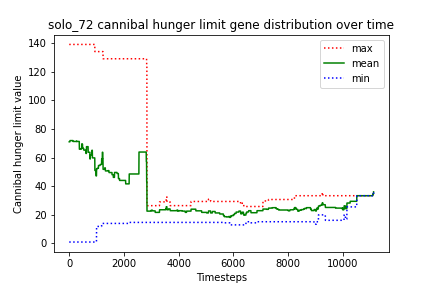 solo_72 cannibal hunger limit gene distribution over time
140
120
100
80
60
40
20
0
Cannibal hunger limit value
max
mean
min
0
2000
4000
6000
8000
10000
Timesteps